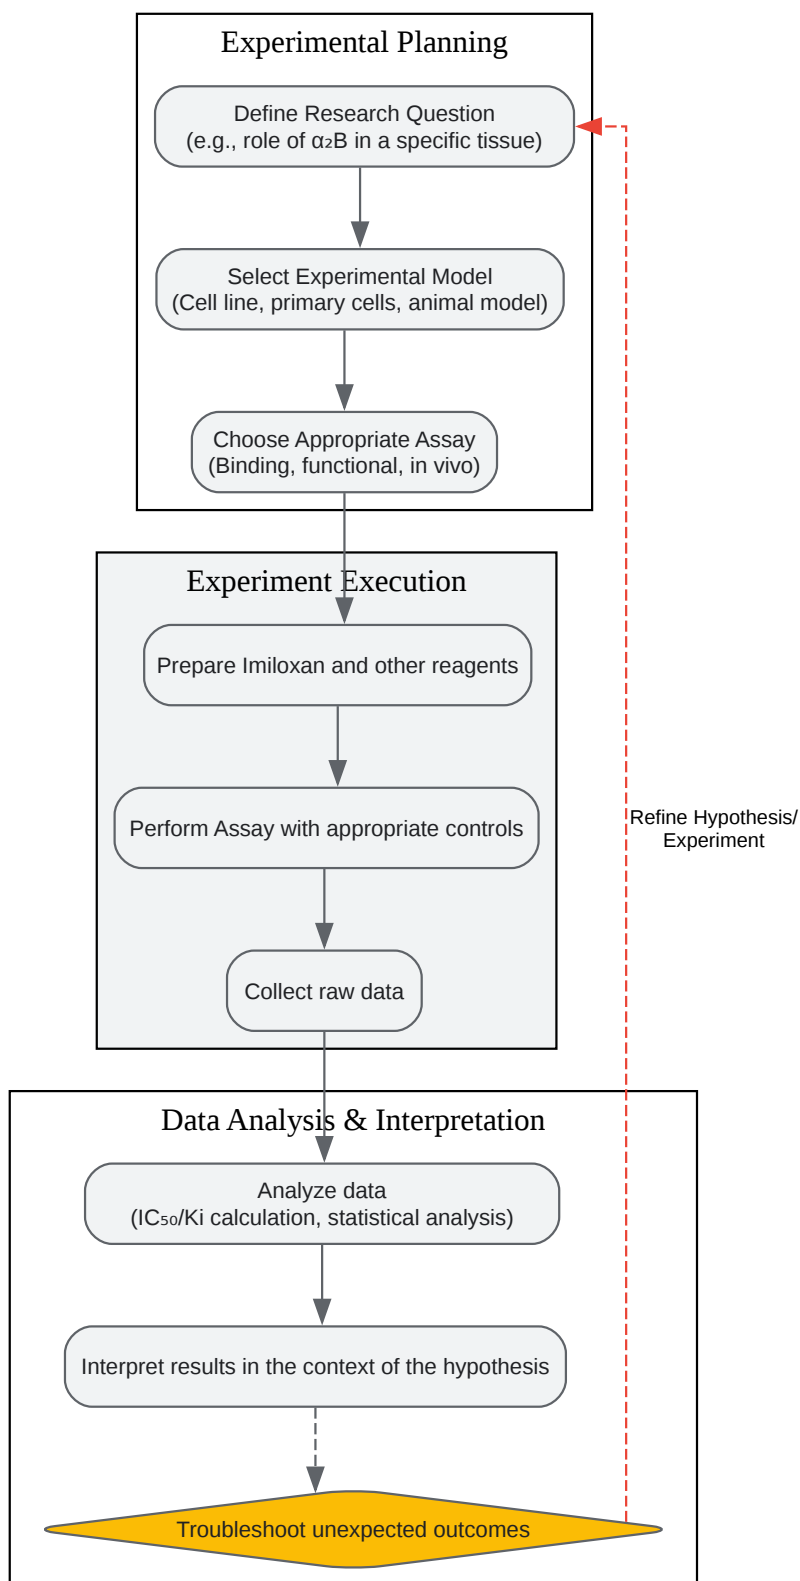 Experimental Planning
Define Research Question
(e.g., role of α₂B in a specific tissue)
Select Experimental Model
(Cell line, primary cells, animal model)
Choose Appropriate Assay
(Binding, functional, in vivo)
Experiment Execution
Prepare Imiloxan and other reagents
Perform Assay with appropriate controls
Refine Hypothesis/
Experiment
Collect raw data
Data Analysis & Interpretation
Analyze data
(IC₅₀/Ki calculation, statistical analysis)
Interpret results in the context of the hypothesis
Troubleshoot unexpected outcomes